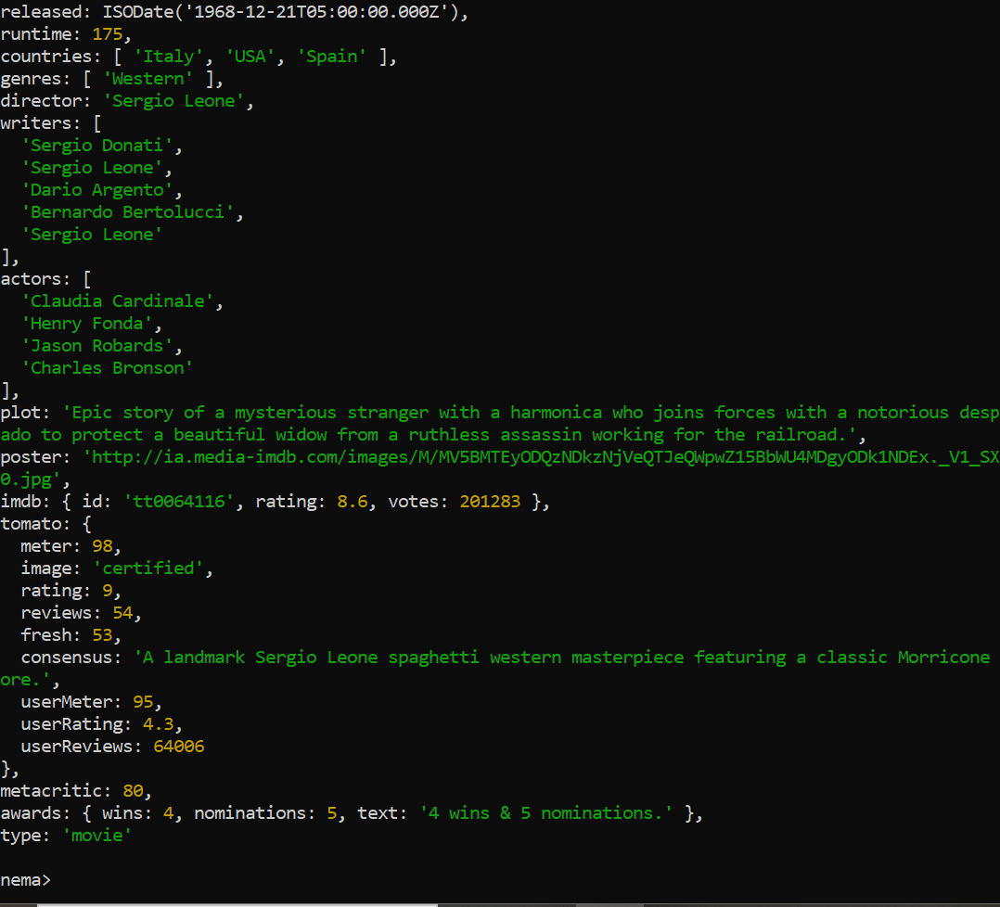 released: ISODate('1968-12-21T05:00:00.000Z'),
runtime: 175,
countries: [ 'Italy', 'USA', 'Spain' ],
genres: [ 'Western' ],
director: 'Sergio Leone',
writers: [
  'Sergio Donati',
  'Sergio Leone',
  'Dario Argento',
  'Bernardo Bertolucci',
  'Sergio Leone'
],
actors: [
  'Claudia Cardinale',
  'Henry Fonda',
  'Jason Robards',
  'Charles Bronson'
],
plot: 'Epic story of a mysterious stranger with a harmonica who joins forces with a notorious desp
ado to protect a beautiful widow from a ruthless assassin working for the railroad.',
poster: 'http://ia.media-imdb.com/images/M/MV5BMTEyODQzNDkzNjVeQTJeQWpwZ15BbWU4MDgyODk1NDEx._V1_SX
0.jpg',
imdb: { id: 'tt0064116', rating: 8.6, votes: 201283 },
tomato: {
  meter: 98,
  image: 'certified',
  rating: 9,
  reviews: 54,
  fresh: 53,
  consensus: 'A landmark Sergio Leone spaghetti western masterpiece featuring a classic Morricone
ore.',
  userMeter: 95,
  userRating: 4.3,
  userReviews: 64006
},
metacritic: 80,
awards: { wins: 4, nominations: 5, text: '4 wins & 5 nominations.' },
type: 'movie'
nema>